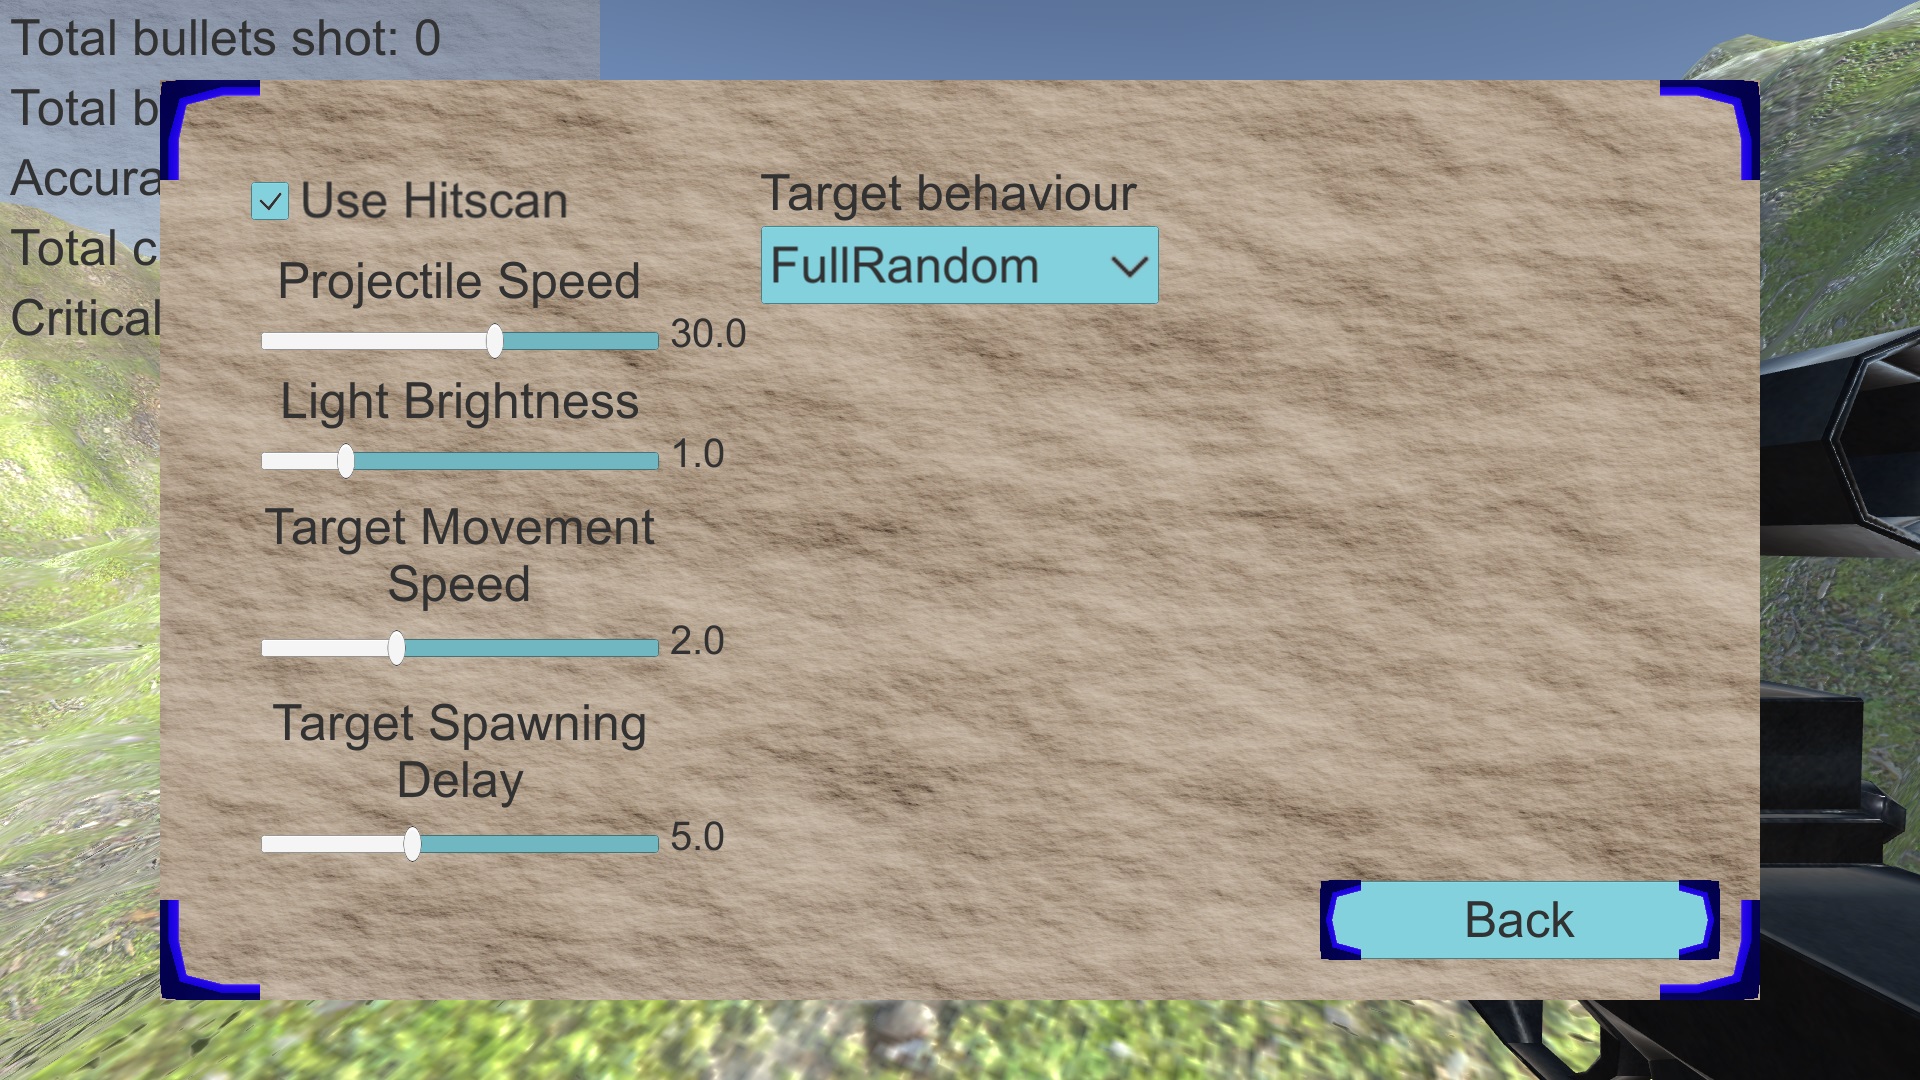 Total bullets shot: 0
Total b
Accura
Total c
Critical
Use Hitscan
Projectile Speed
30.0
Light Brightness
1.0
Target Movement
Speed
2.0
Target Spawning
Delay
5.0
Target behaviour
FullRandom
Back